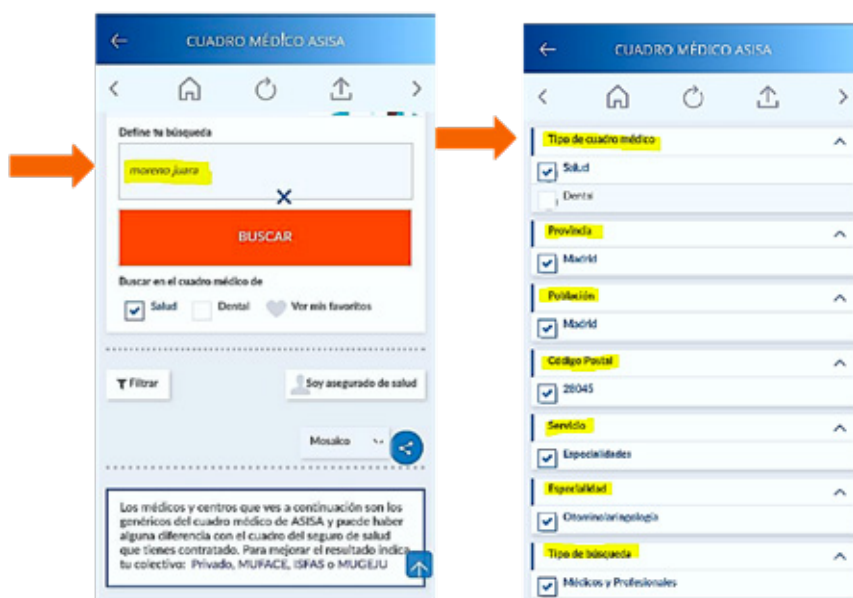 CUADRO MÉDICO ASISA
Define tu búsqueda
moreno juara
BUSCAR
Buscar en el cuadro médico de
Salud Dental Ver mis favoritos
Filtrar Soy asegurado de salud
Mosaico
Los médicos y centros que ves a continuación son los
genéricos del cuadro médico de ASISA y puede haber
alguna diferencia con el cuadro del seguro de salud
que tienes contratado. Para mejorar el resultado indica
tu colectivo: Privado, MUFACE, ISFAS o MUGEJU
CUADRO MÉDICO ASISA
Tipo de cuadro médico
Salud
Dental
Provincia
Madrid
Población
Madrid
Código Postal
28045
Servicio
Especialidades
Especialidad
Otorrinolaringología
Tipo de búsqueda
Médicos y Profesionales